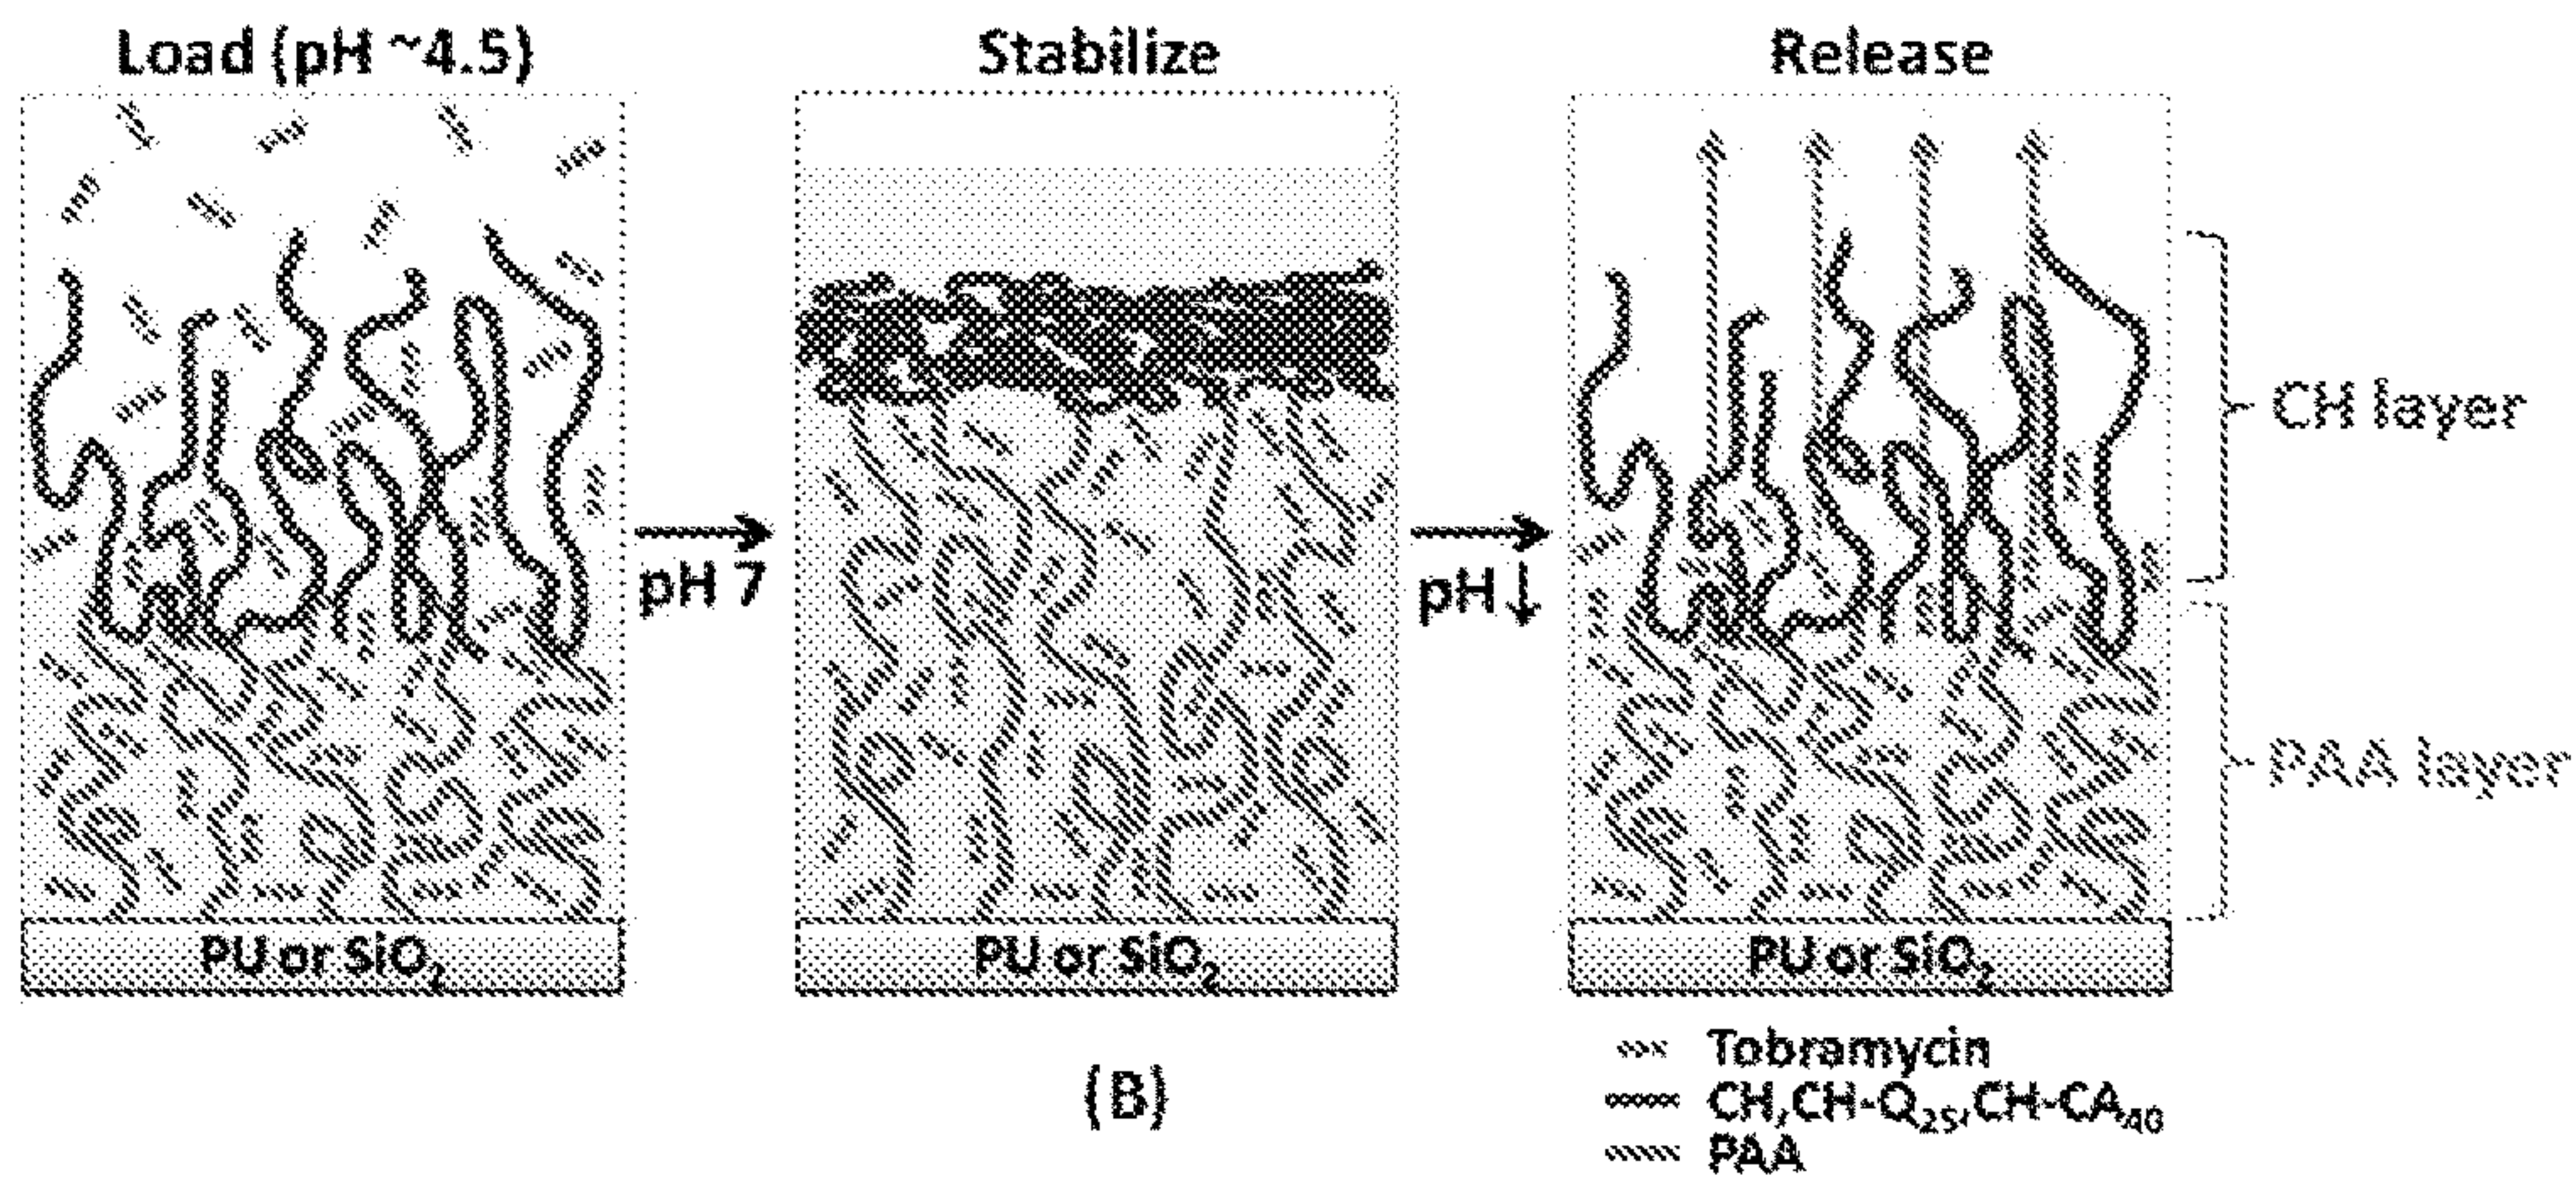 Load (pH ~4.5)
Stabilize
Release
pH 7
pH ↓
CH layer
PAA layer
PU or SiO₂
PU or SiO₂
PU or SiO₂
(B)
Tobramycin
CH,CH-Q₂₅,CH-CA₄₀
PAA